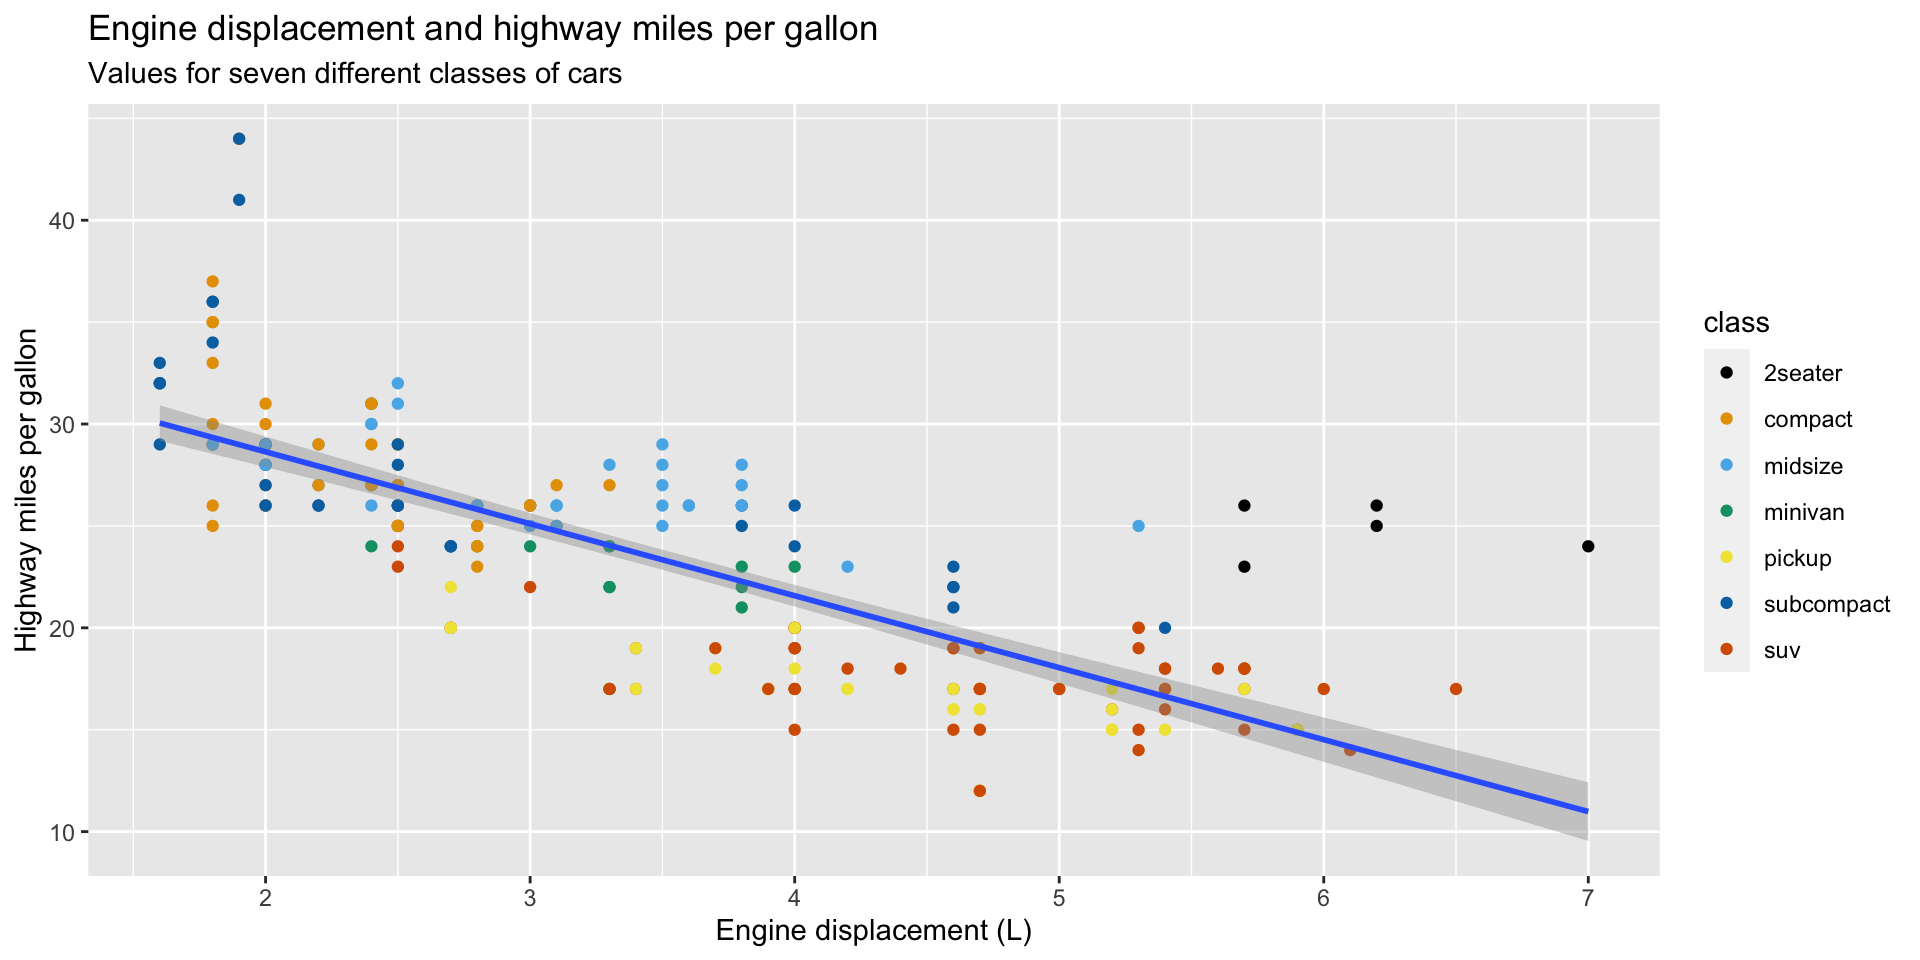 Engine displacement and highway miles per gallon
Values for seven different classes of cars
Highway miles per gallon
40
30
20
10
2 3 4 5 6 7
Engine displacement (L)
class
2seater
compact
midsize
minivan
pickup
subcompact
suv